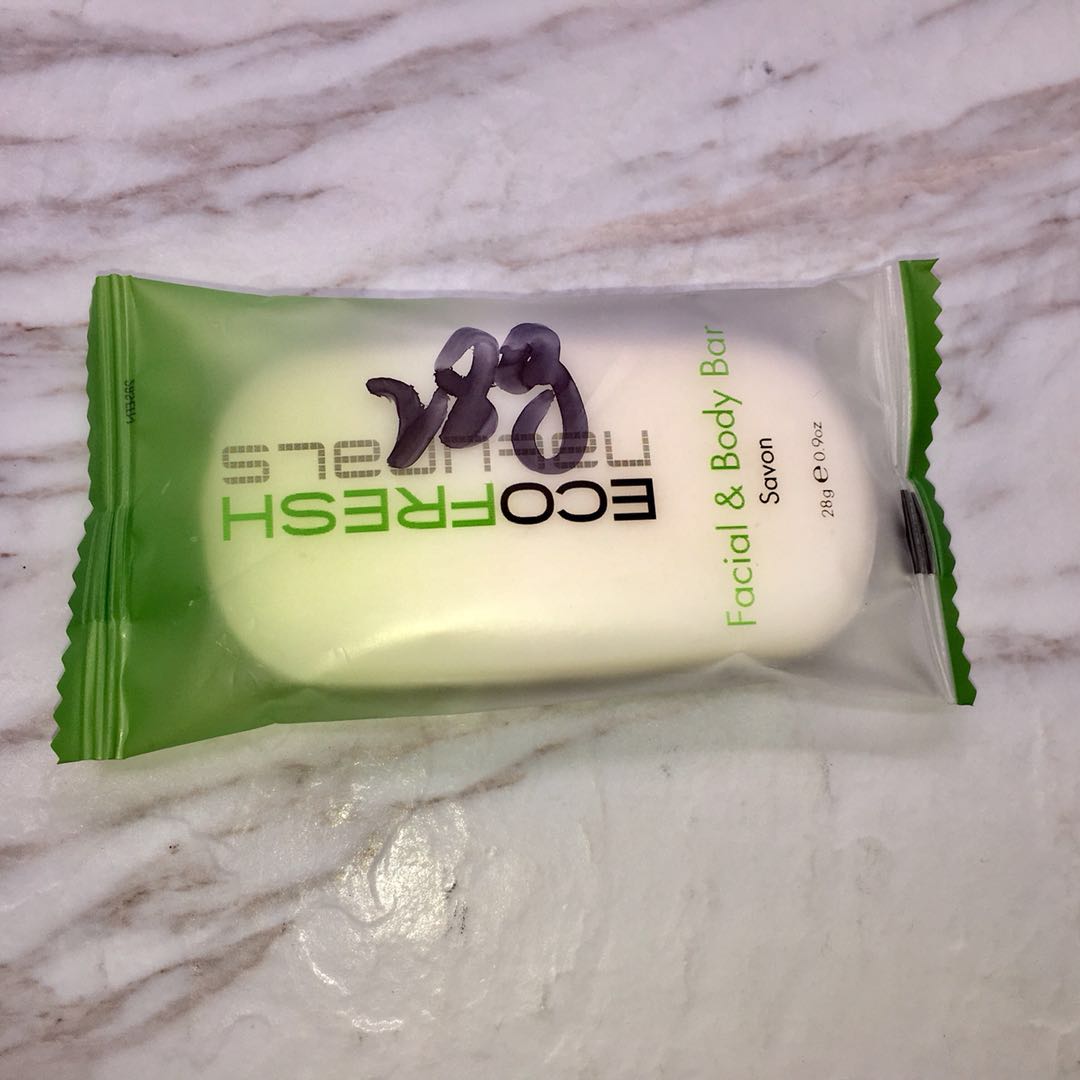 ECOFRESH
naturals
Facial & Body Bar
Savon
28g e 0.9oz